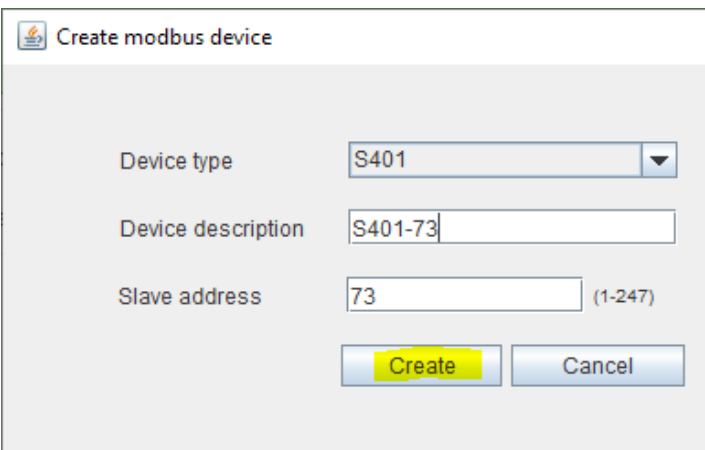 Create modbus device
Device type S401
Device description S401-73
Slave address 73 (1-247)
Create Cancel